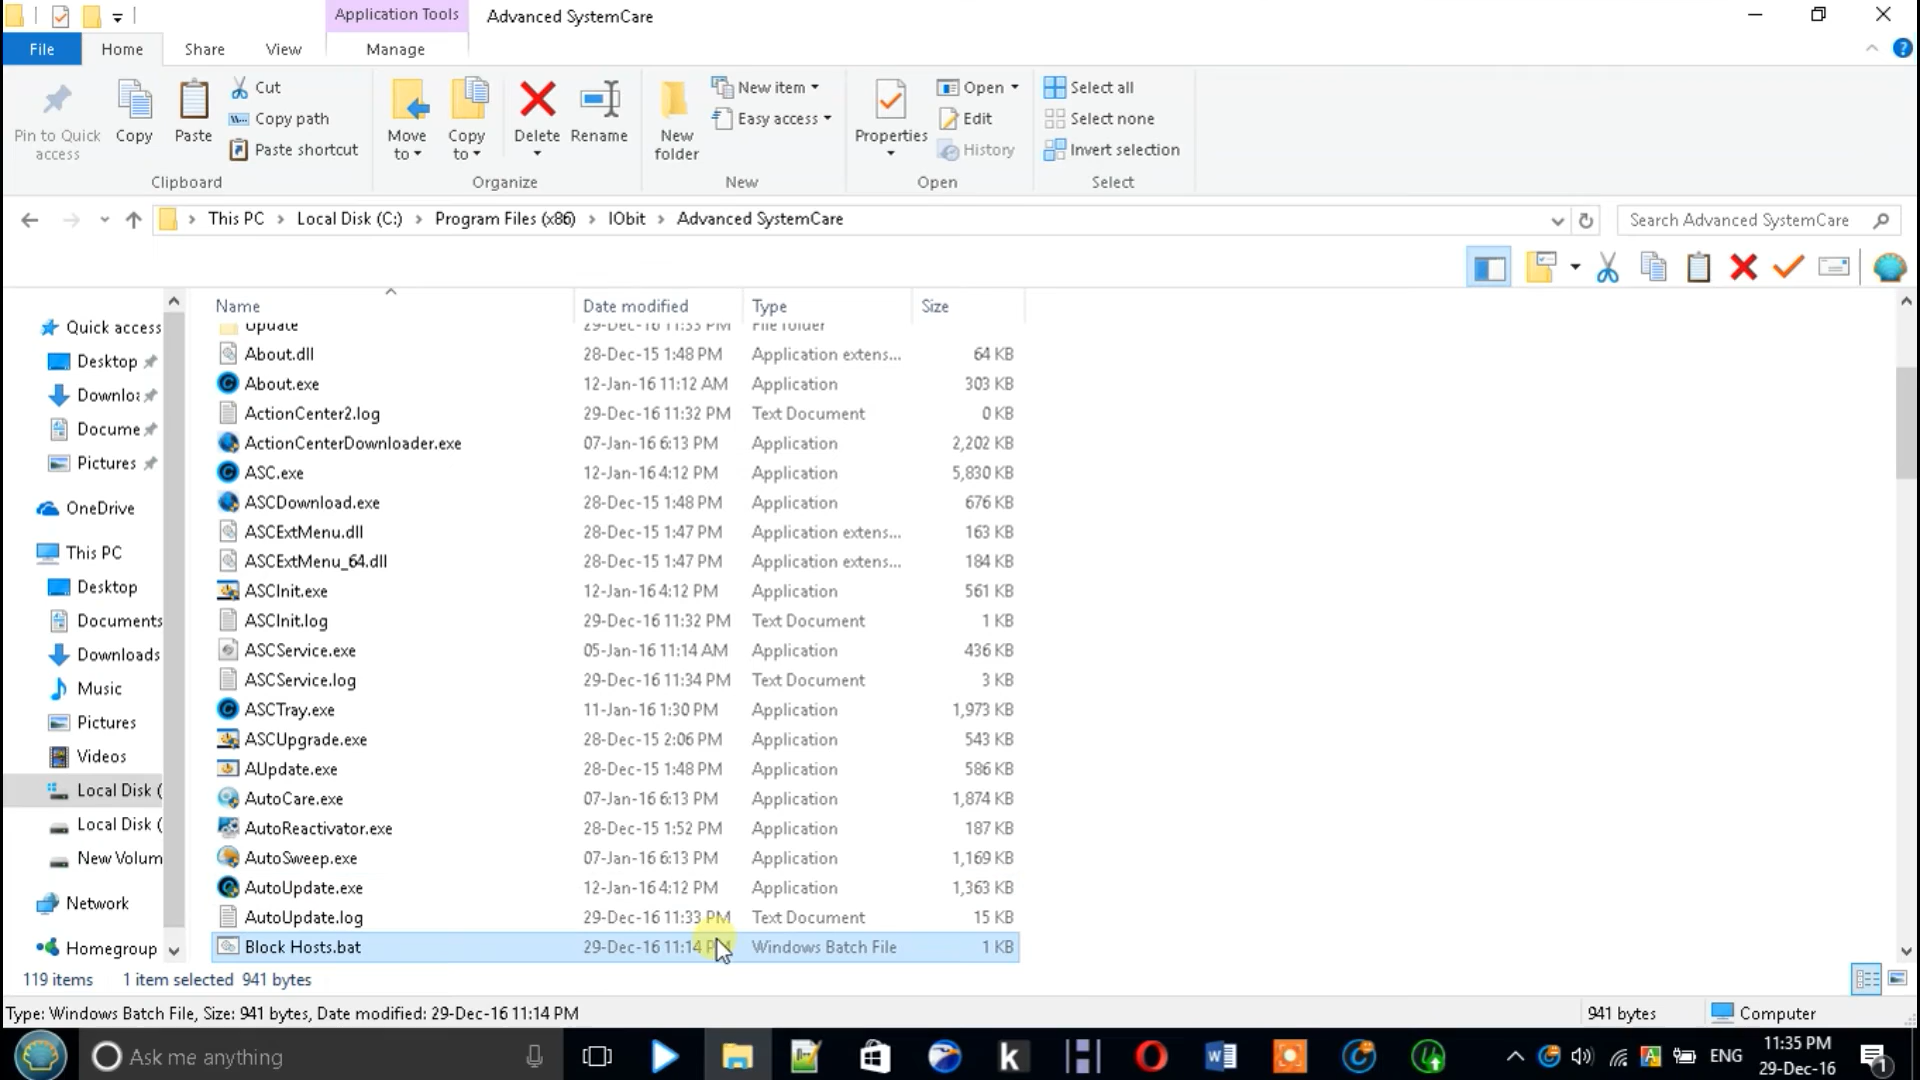 Application Tools
Advanced SystemCare
File
Home
Share
View
Manage
Pin to Quick access
Copy
Paste
Cut
Copy path
Paste shortcut
Clipboard
Move to
Copy to
Delete
Rename
Organize
New folder
New item
Easy access
New
Properties
Open
Edit
History
Open
Select all
Select none
Invert selection
Select
This PC > Local Disk (C:) > Program Files (x86) > IObit > Advanced SystemCare
Search Advanced SystemCare
Quick access
Desktop
Downloa
Docume
Pictures
OneDrive
This PC
Desktop
Documents
Downloads
Music
Pictures
Videos
Local Disk (
Local Disk (
New Volum
Network
Homegroup
Name Date modified Type Size
Update 29-Dec-16 11:33 PM File folder
About.dll 28-Dec-15 1:48 PM Application extens... 64 KB
About.exe 12-Jan-16 11:12 AM Application 303 KB
ActionCenter2.log 29-Dec-16 11:32 PM Text Document 0 KB
ActionCenterDownloader.exe 07-Jan-16 6:13 PM Application 2,202 KB
ASC.exe 12-Jan-16 4:12 PM Application 5,830 KB
ASCDownload.exe 28-Dec-15 1:48 PM Application 676 KB
ASCExtMenu.dll 28-Dec-15 1:47 PM Application extens... 163 KB
ASCExtMenu_64.dll 28-Dec-15 1:47 PM Application extens... 184 KB
ASCInit.exe 12-Jan-16 4:12 PM Application 561 KB
ASCInit.log 29-Dec-16 11:32 PM Text Document 1 KB
ASCService.exe 05-Jan-16 11:14 AM Application 436 KB
ASCService.log 29-Dec-16 11:34 PM Text Document 3 KB
ASCTray.exe 11-Jan-16 1:30 PM Application 1,973 KB
ASCUpgrade.exe 28-Dec-15 2:06 PM Application 543 KB
AUpdate.exe 28-Dec-15 1:48 PM Application 586 KB
AutoCare.exe 07-Jan-16 6:13 PM Application 1,874 KB
AutoReactivator.exe 28-Dec-15 1:52 PM Application 187 KB
AutoSweep.exe 07-Jan-16 6:13 PM Application 1,169 KB
AutoUpdate.exe 12-Jan-16 4:12 PM Application 1,363 KB
AutoUpdate.log 29-Dec-16 11:33 PM Text Document 15 KB
Block Hosts.bat 29-Dec-16 11:14 PM Windows Batch File 1 KB
119 items 1 item selected 941 bytes
Type: Windows Batch File, Size: 941 bytes, Date modified: 29-Dec-16 11:14 PM
941 bytes
Computer
Ask me anything
ENG
11:35 PM
29-Dec-16
1